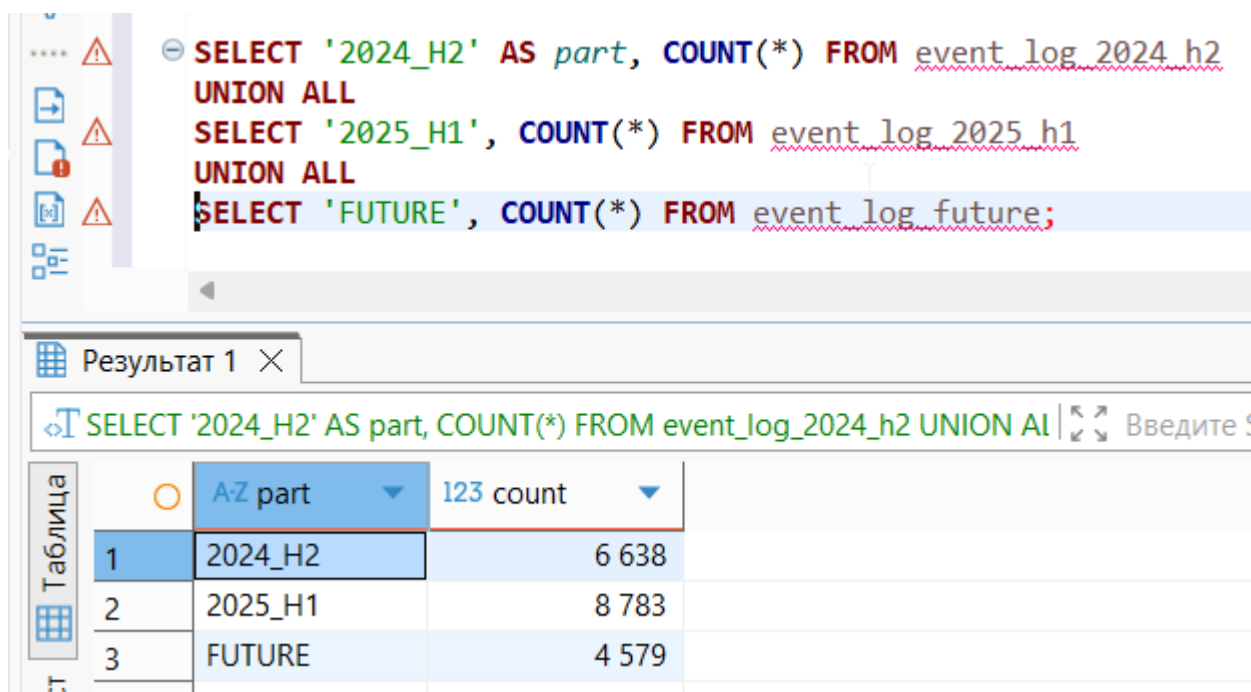 SELECT '2024_H2' AS part, COUNT(*) FROM event_log_2024_h2
UNION ALL
SELECT '2025_H1', COUNT(*) FROM event_log_2025_h1
UNION ALL
SELECT 'FUTURE', COUNT(*) FROM event_log_future;
Результат 1
SELECT '2024_H2' AS part, COUNT(*) FROM event_log_2024_h2 UNION AL
Введите
Таблица
A-Z part 123 count
1 2024_H2 6 638
2 2025_H1 8 783
3 FUTURE 4 579